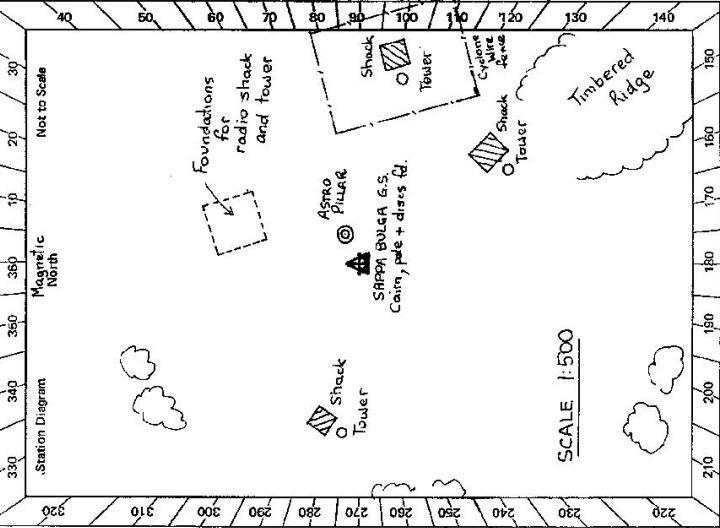 330 340 350 360 10 20 30
40 50 60 70 80 90 100 110 120 130 140
150 160 170 180 190 200 210
220 230 240 250 260 270 280 290 300 310 320
Station Diagram
Magnetic
North
Not to Scale
Foundations
for
radio shack
and tower
Shack
Tower
Cyclone
Wire
fence
Shack
Tower
Timbered
Ridge
ASTRO
PILLAR
SAPPA BULGA G.S.
Cairn, pole + discs fd.
Shack
Tower
SCALE 1:500